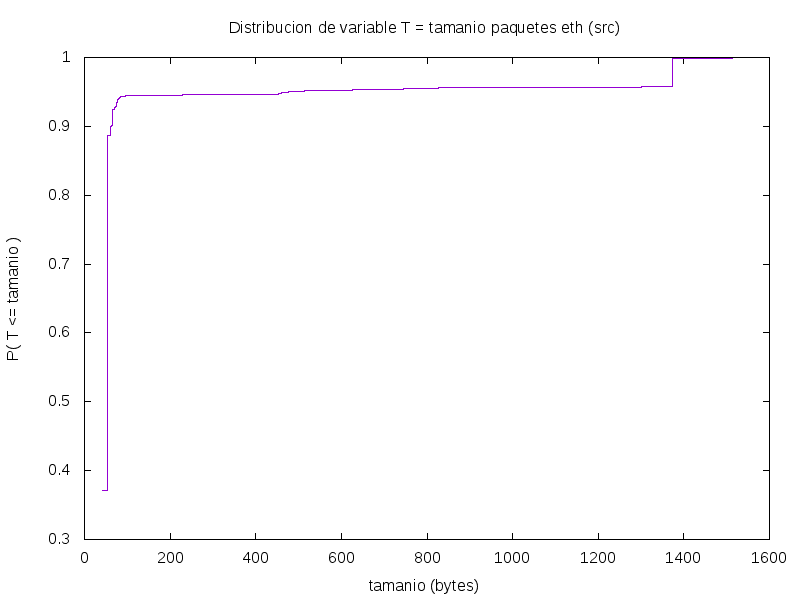 Distribucion de variable T = tamanio paquetes eth (src)
1
0.9
0.8
0.7
0.6
0.5
0.4
0.3
P( T <= tamanio )
0 200 400 600 800 1000 1200 1400 1600
tamanio (bytes)